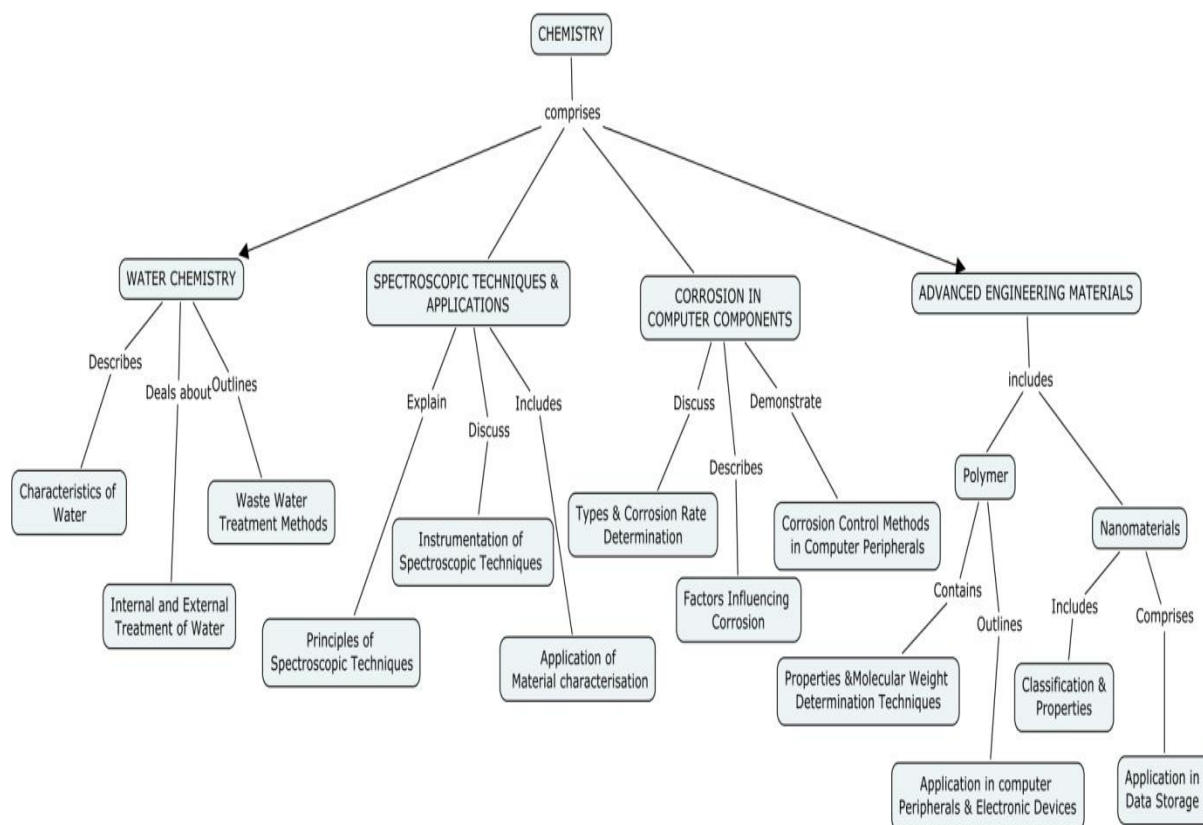 CHEMISTRY
comprises
WATER CHEMISTRY
SPECTROSCOPIC TECHNIQUES &
APPLICATIONS
CORROSION IN
COMPUTER COMPONENTS
ADVANCED ENGINEERING MATERIALS
Describes
Deals about
Outlines
Explain
Discuss
Includes
Discuss
Describes
Demonstrate
includes
Characteristics of
Water
Internal and External
Treatment of Water
Waste Water
Treatment Methods
Principles of
Spectroscopic Techniques
Instrumentation of
Spectroscopic Techniques
Application of
Material characterisation
Types & Corrosion Rate
Determination
Factors Influencing
Corrosion
Corrosion Control Methods
in Computer Peripherals
Polymer
Nanomaterials
Contains
Outlines
Includes
Comprises
Properties &Molecular Weight
Determination Techniques
Application in computer
Peripherals & Electronic Devices
Classification &
Properties
Application in
Data Storage